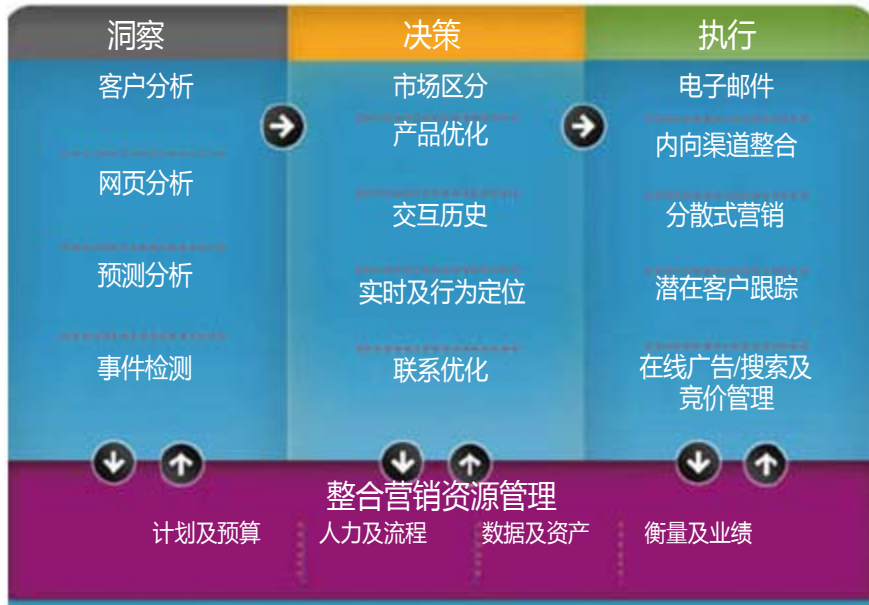 洞察
客户分析
网页分析
预测分析
事件检测
决策
市场区分
产品优化
交互历史
实时及行为定位
联系优化
执行
电子邮件
内向渠道整合
分散式营销
潜在客户跟踪
在线广告/搜索及
竞价管理
整合营销资源管理
计划及预算
人力及流程
数据及资产
衡量及业绩